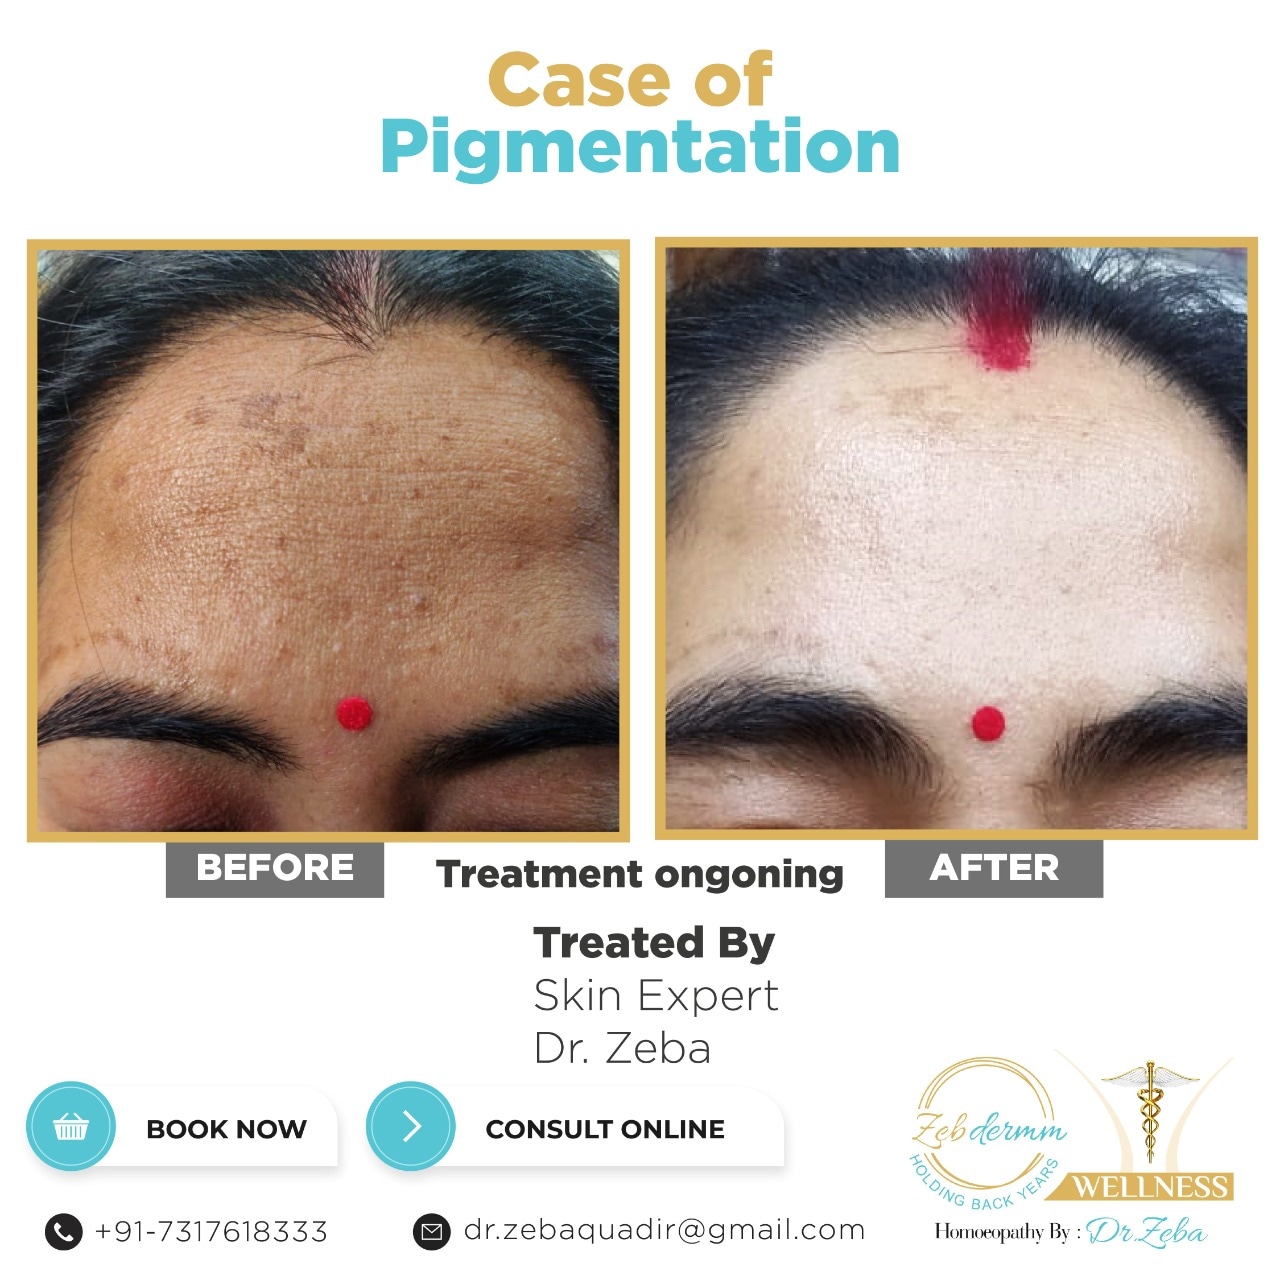 Case of
Pigmentation
BEFORE
Treatment ongoning
AFTER
Treated By
Skin Expert
Dr. Zeba
BOOK NOW
CONSULT ONLINE
+91-7317618333
dr.zebaquadir@gmail.com
Zebdermm
HOLDING BACK YEARS
WELLNESS
Homoeopathy By : Dr.Zeba